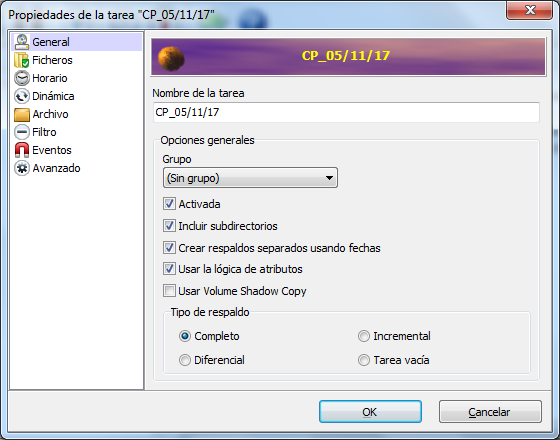 Propiedades de la tarea "CP_05/11/17"
General
Ficheros
Horario
Dinámica
Archivo
Filtro
Eventos
Avanzado
CP_05/11/17
Nombre de la tarea
CP_05/11/17
Opciones generales
Grupo
(Sin grupo)
Activada
Incluir subdirectorios
Crear respaldos separados usando fechas
Usar la lógica de atributos
Usar Volume Shadow Copy
Tipo de respaldo
Completo
Incremental
Diferencial
Tarea vacía
OK
Cancelar